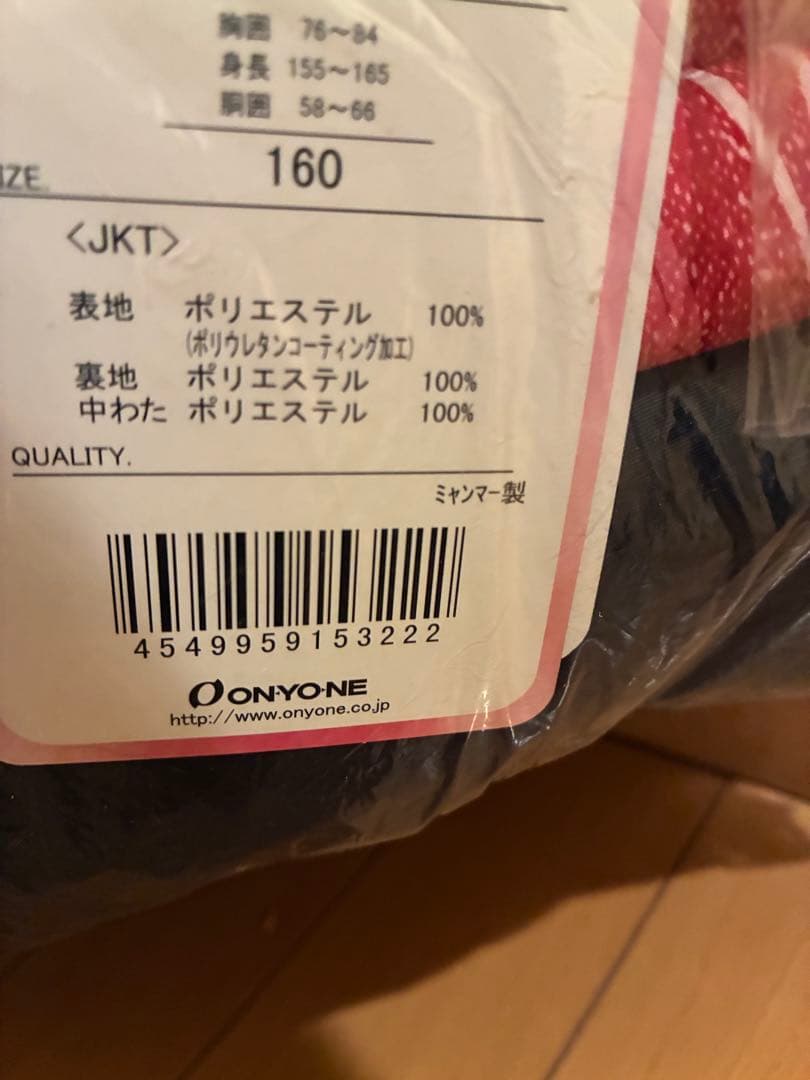 胸囲 76～84
身長 155～165
胴囲 58～66
160
IZE.
〈JKT〉
表地 ポリエステル 100%
(ポリウレタンコーティング加工)
裏地 ポリエステル 100%
中わた ポリエステル 100%
QUALITY.
ミャンマー製
4549959153222
ON・YO・NE
http://www.onyone.co.jp